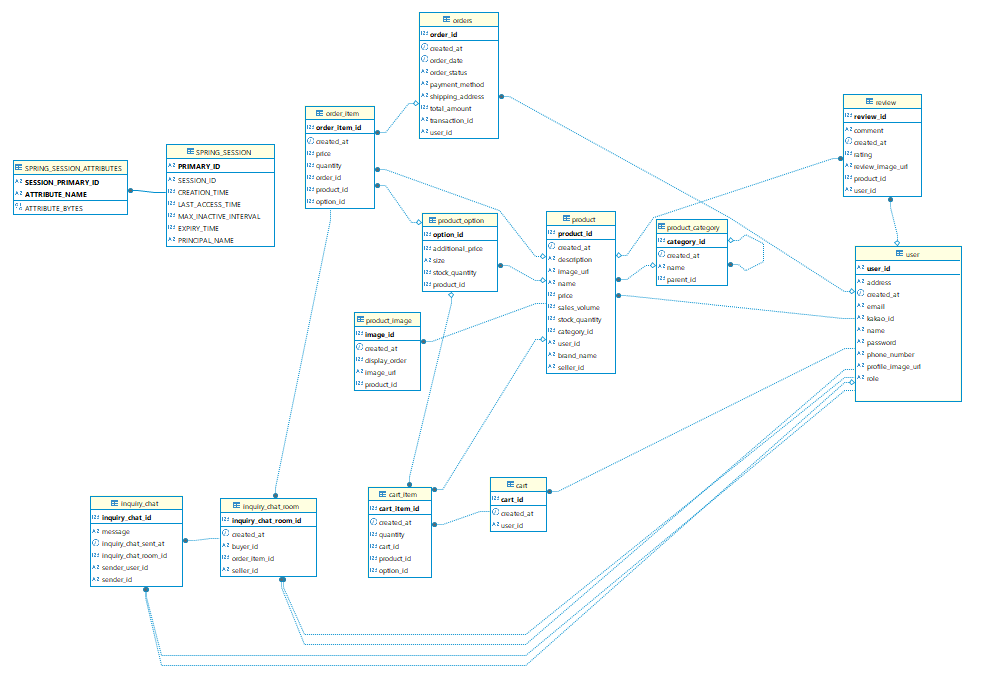 orders
order_id
created_at
order_date
order_status
payment_method
shipping_address
total_amount
transaction_id
user_id
order_item
order_item_id
created_at
price
quantity
order_id
product_id
option_id
review
review_id
comment
created_at
rating
review_image_url
product_id
user_id
SPRING_SESSION_ATTRIBUTES
SESSION_PRIMARY_ID
ATTRIBUTE_NAME
ATTRIBUTE_BYTES
SPRING_SESSION
PRIMARY_ID
SESSION_ID
CREATION_TIME
LAST_ACCESS_TIME
MAX_INACTIVE_INTERVAL
EXPIRY_TIME
PRINCIPAL_NAME
product_option
option_id
additional_price
size
stock_quantity
product_id
product
product_id
created_at
description
image_url
name
price
sales_volume
stock_quantity
category_id
user_id
brand_name
seller_id
product_category
category_id
created_at
name
parent_id
user
user_id
address
created_at
email
kakao_id
name
password
phone_number
profile_image_url
role
product_image
image_id
created_at
display_order
image_url
product_id
inquiry_chat
inquiry_chat_id
message
inquiry_chat_sent_at
inquiry_chat_room_id
sender_user_id
sender_id
inquiry_chat_room
inquiry_chat_room_id
created_at
buyer_id
order_item_id
seller_id
cart_item
cart_item_id
created_at
quantity
cart_id
product_id
option_id
cart
cart_id
created_at
user_id